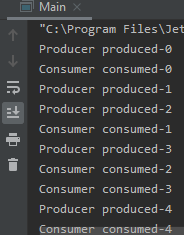 Main
"C:\Program Files\Jet
Producer produced-0
Consumer consumed-0
Producer produced-1
Producer produced-2
Consumer consumed-1
Producer produced-3
Consumer consumed-2
Consumer consumed-3
Producer produced-4
Consumer consumed-4